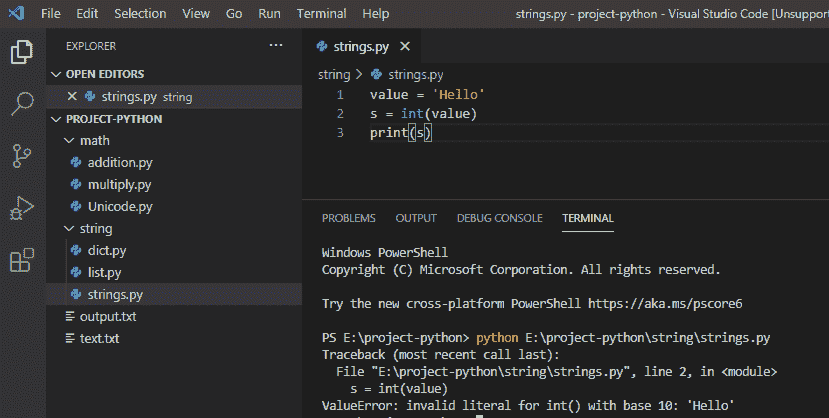 File Edit Selection View Go Run Terminal Help strings.py - project-python - Visual Studio Code [Unsupport
EXPLORER ...
OPEN EDITORS
strings.py string
PROJECT-PYTHON
math
addition.py
multiply.py
Unicode.py
string
dict.py
list.py
strings.py
output.txt
text.txt
strings.py
string > strings.py
1 value = 'Hello'
2 s = int(value)
3 print(s)
PROBLEMS OUTPUT DEBUG CONSOLE TERMINAL
Windows PowerShell
Copyright (C) Microsoft Corporation. All rights reserved.
Try the new cross-platform PowerShell https://aka.ms/pscore6
PS E:\project-python> python E:\project-python\string\strings.py
Traceback (most recent call last):
File "E:\project-python\string\strings.py", line 2, in <module>
s = int(value)
ValueError: invalid literal for int() with base 10: 'Hello'